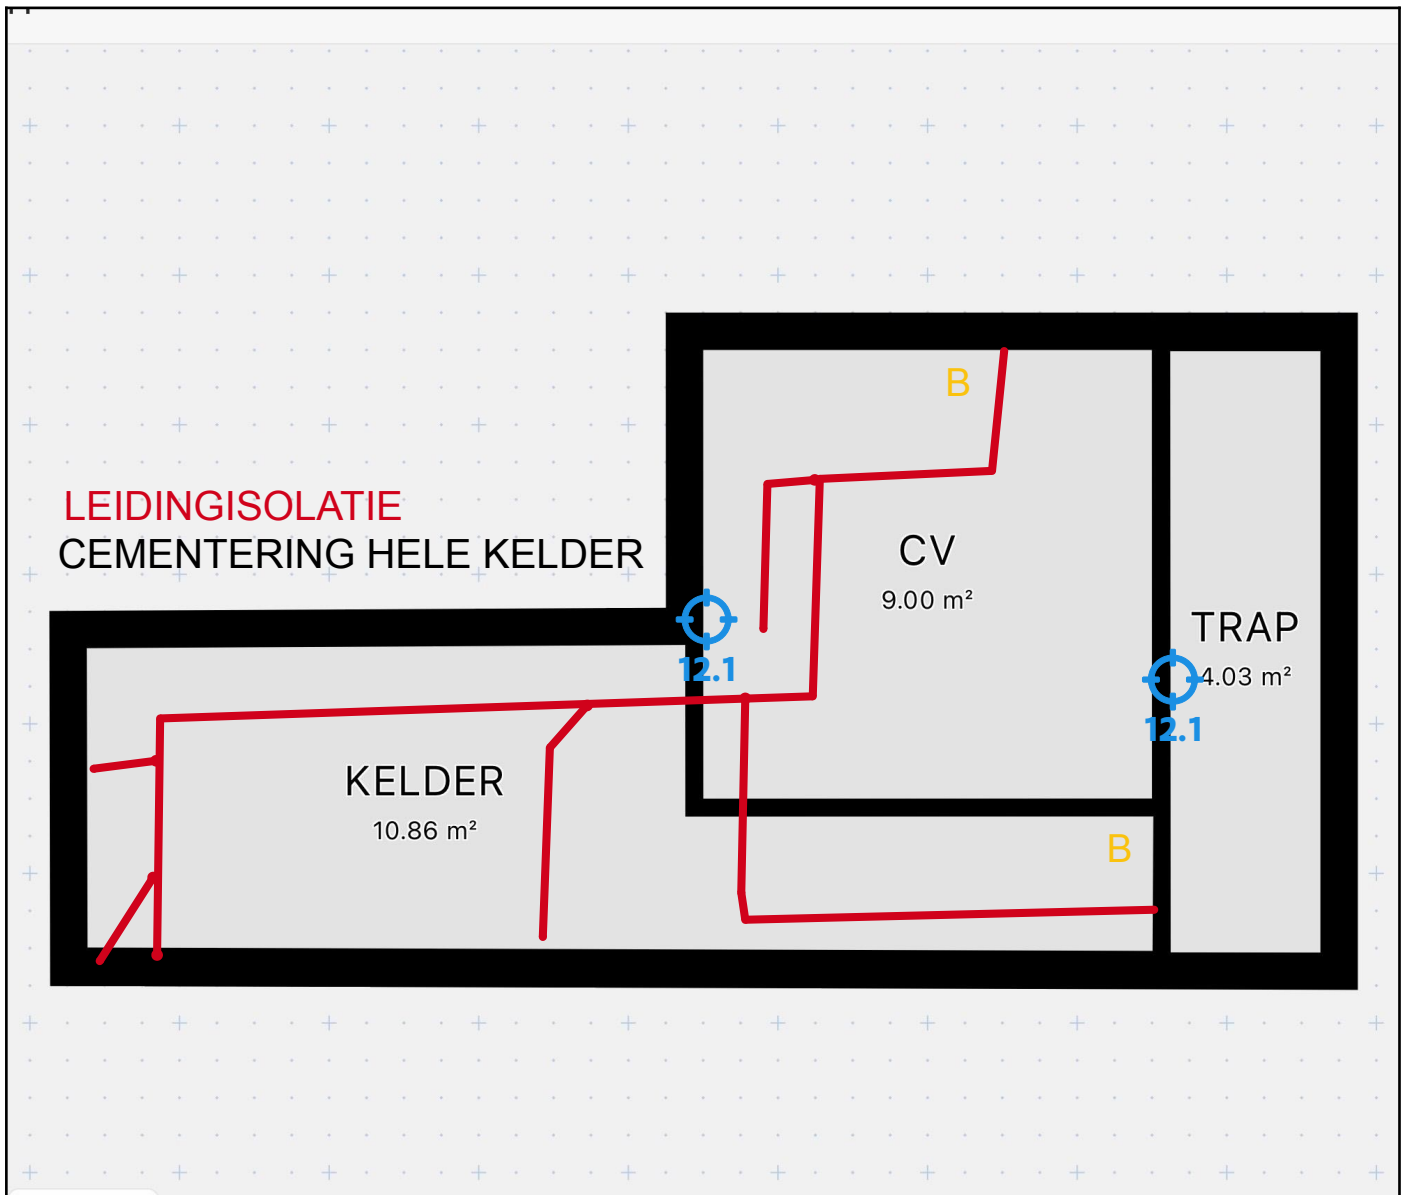 B
LEIDINGISOLATIE
CEMENTERING HELE KELDER
CV
9.00 m²
TRAP
4.03 m²
12.1
12.1
KELDER
10.86 m²
B